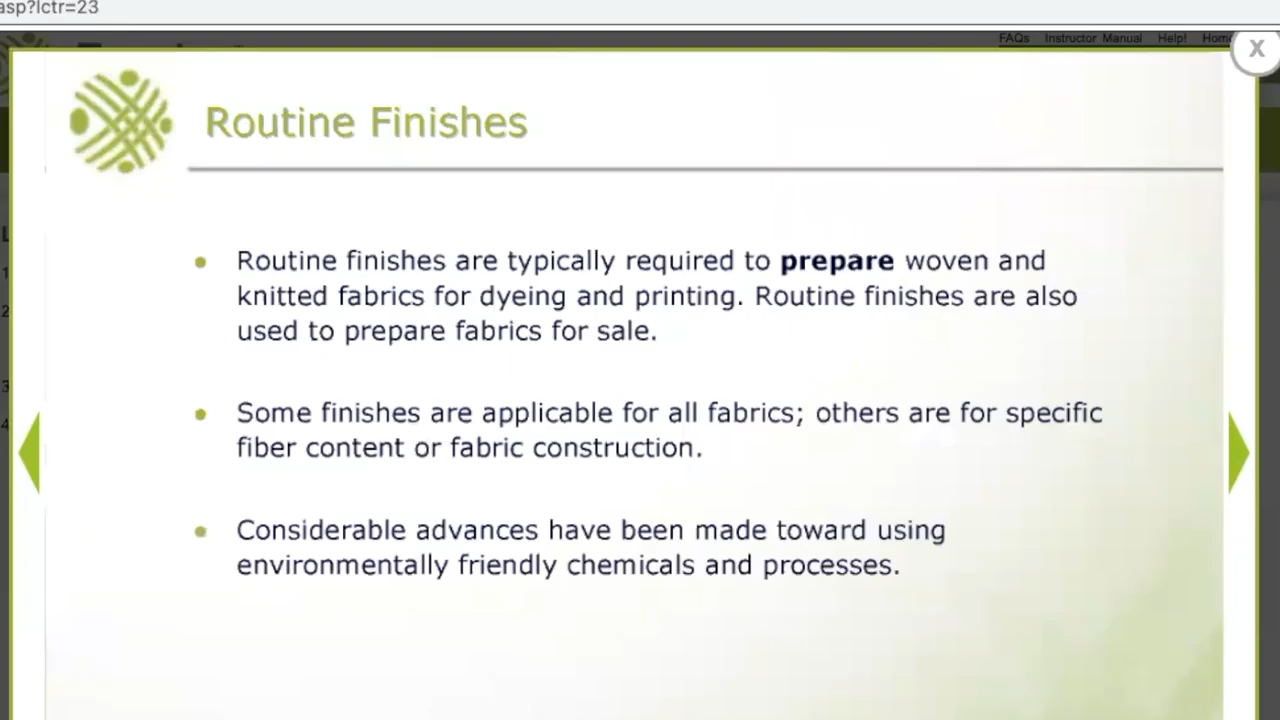 asp?lctr=23
FAQs Instructor Manual Help! Home
X
Routine Finishes
Routine finishes are typically required to prepare woven and
knitted fabrics for dyeing and printing. Routine finishes are also
used to prepare fabrics for sale.
Some finishes are applicable for all fabrics; others are for specific
fiber content or fabric construction.
Considerable advances have been made toward using
environmentally friendly chemicals and processes.